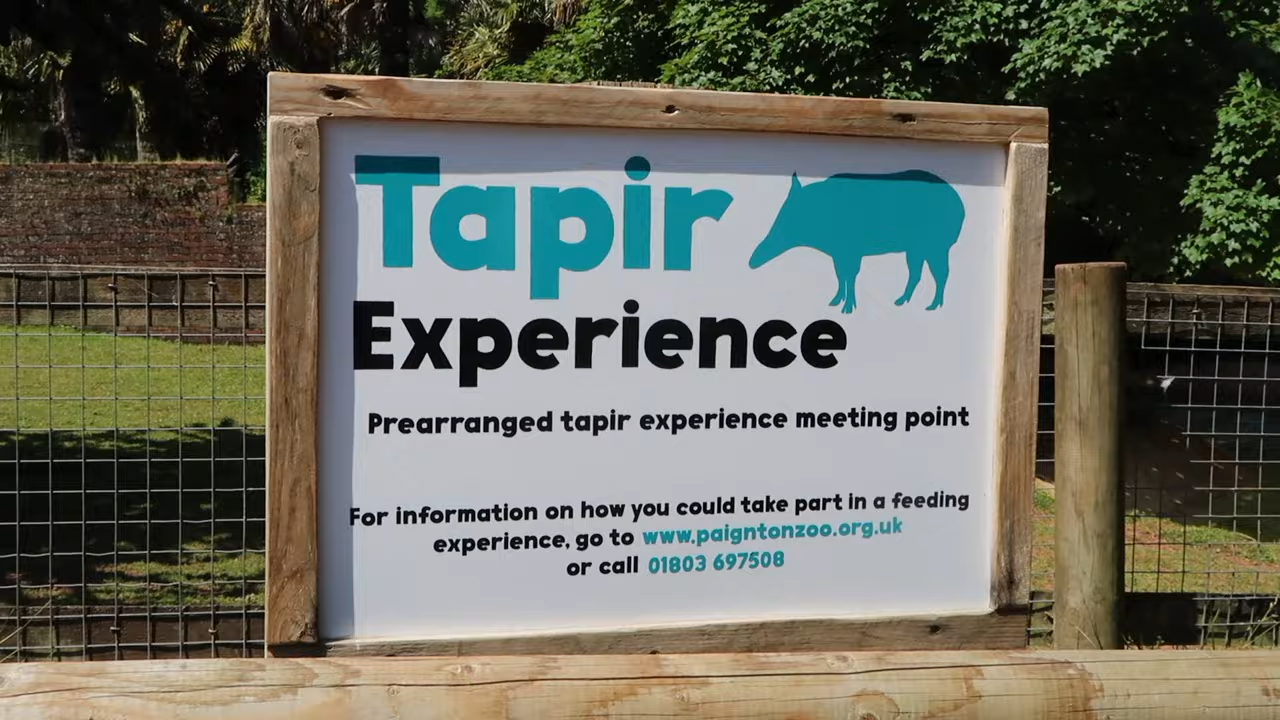 Tapir
Experience
Prearranged tapir experience meeting point
For information on how you could take part in a feeding
experience, go to www.paigntonzoo.org.uk
or call 01803 697508